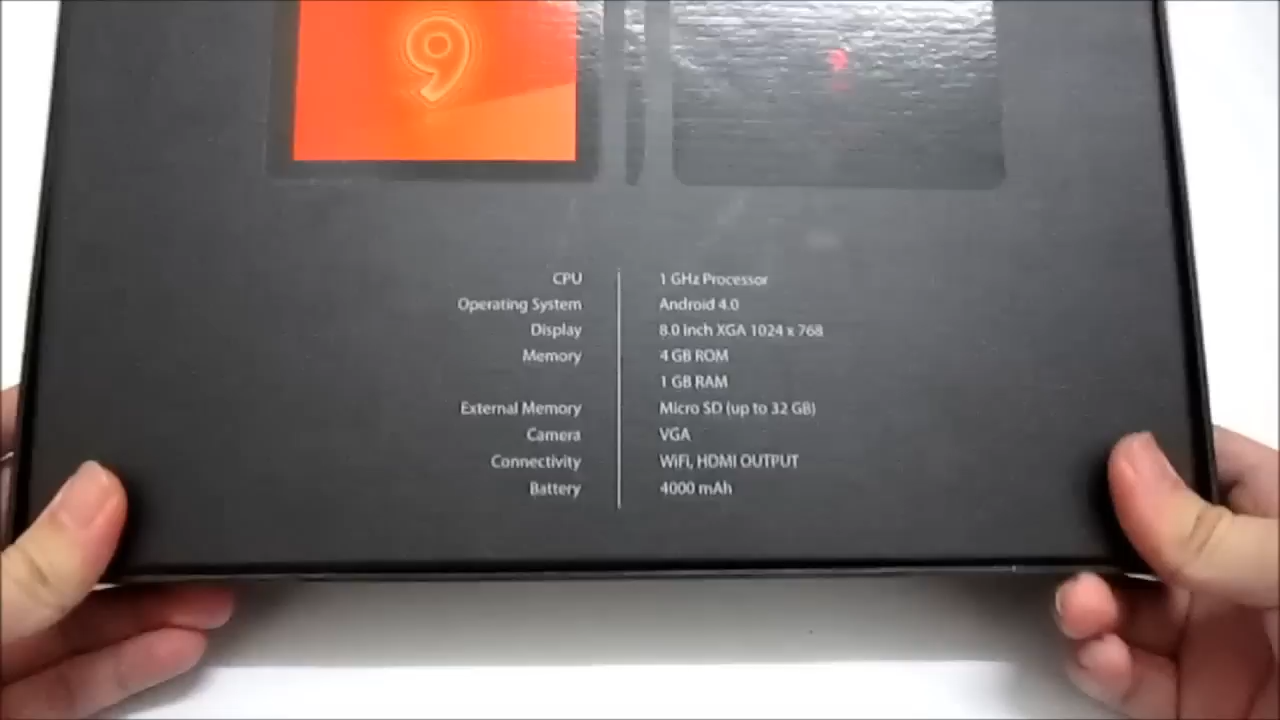 9
CPU 1 GHz Processor
Operating System Android 4.0
Display 8.0 inch XGA 1024 x 768
Memory 4 GB ROM
1 GB RAM
External Memory Micro SD (up to 32 GB)
Camera VGA
Connectivity WiFi, HDMI OUTPUT
Battery 4000 mAh